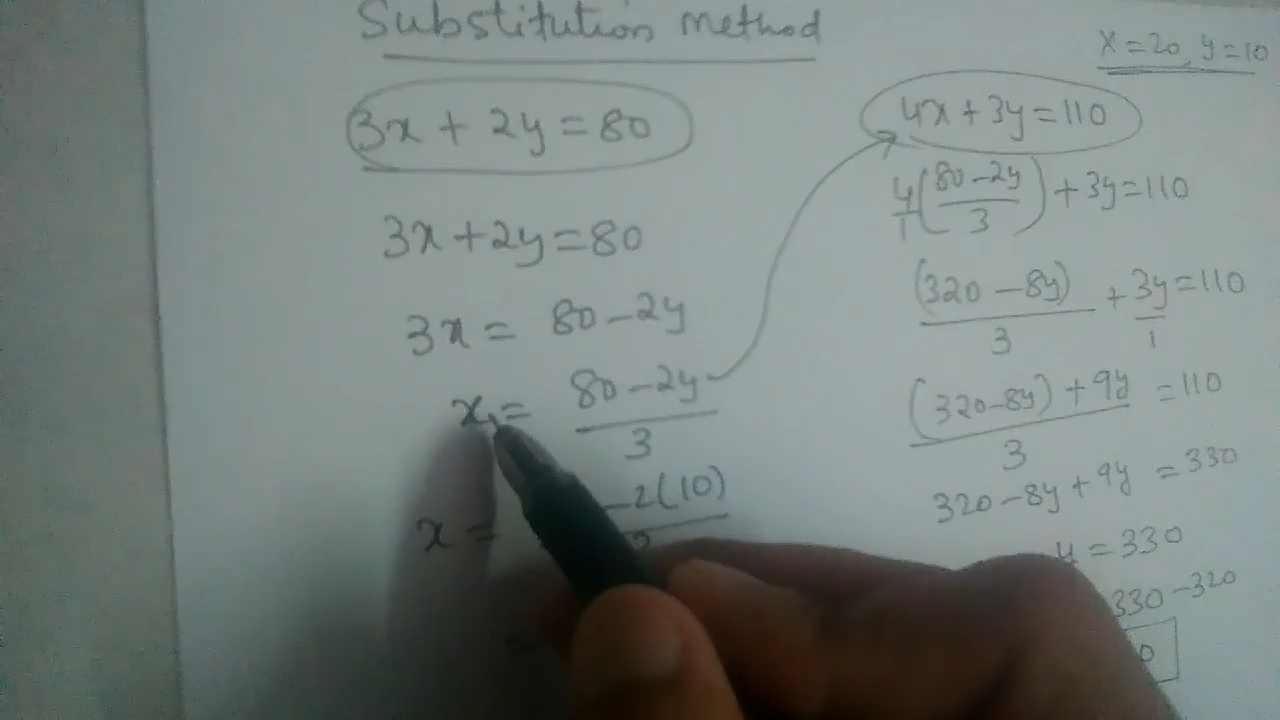 Substitution method
x=20, y=10
3x + 2y = 80
3x+2y=80
3x = 80-2y
x = 80-2y/3
x = -2(10)
=
4x+3y=110
4/1(80-2y/3)+3y=110
(320-8y)/3 + 3y/1 =110
(320-8y)+9y/3 =110
320-8y+9y =330
y =330
330-320